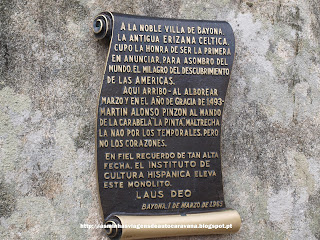 A LA NOBLE VILLA DE BAYONA,
LA ANTIGUA ERIZANA CELTICA,
CUPO LA HONRA DE SER LA PRIMERA
EN ANUNCIAR, PARA ASOMBRO DEL
MUNDO, EL MILAGRO DEL DESCUBRIMIENTO
DE LAS AMERICAS.
AQUI ARRIBO-AL ALBOREAR
MARZO Y EN EL AÑO DE GRACIA DE 1493-
MARTIN ALONSO PINZON AL MANDO
DE LA CARABELA LA PINTA, MALTRECHA
LA NAO POR LOS TEMPORALES, PERO
NO LOS CORAZONES.
EN FIEL RECUERDO DE TAN ALTA
FECHA, EL INSTITUTO DE
CULTURA HISPANICA ELEVA
ESTE MONOLITO.
LAUS DEO
BAYONA, 1 DE MARZO DE